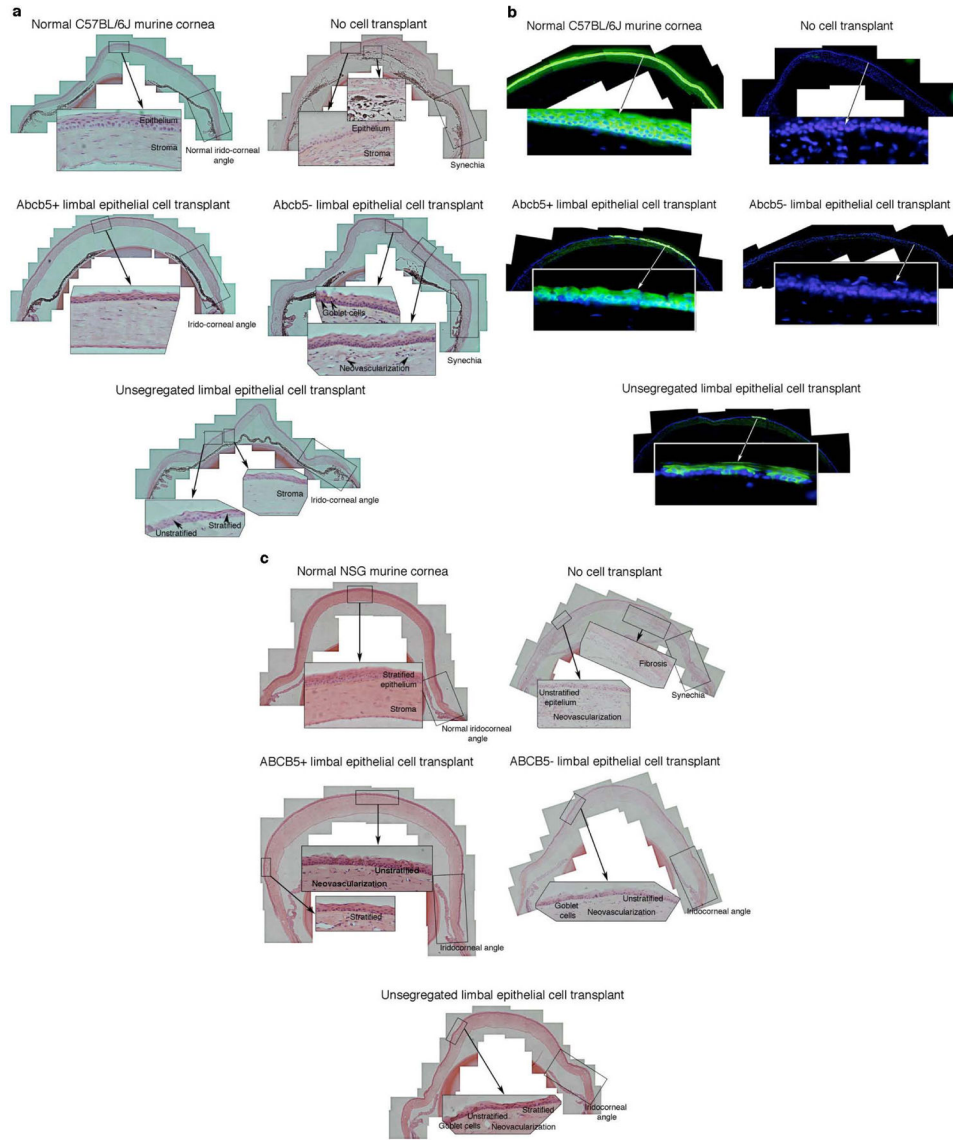 a
Normal C57BL/6J murine cornea
Epithelium
Stroma
Normal irido-corneal
angle
No cell transplant
Epithelium
Stroma
Synechia
Abcb5+ limbal epithelial cell transplant
Irido-corneal angle
Abcb5- limbal epithelial cell transplant
Goblet cells
Neovascularization
Synechia
Unsegregated limbal epithelial cell transplant
Stroma
Irido-corneal angle
Unstratified
Stratified
b
Normal C57BL/6J murine cornea
No cell transplant
Abcb5+ limbal epithelial cell transplant
Abcb5- limbal epithelial cell transplant
Unsegregated limbal epithelial cell transplant
c
Normal NSG murine cornea
Stratified
epithelium
Stroma
Normal iridocorneal
angle
No cell transplant
Fibrosis
Synechia
Unstratified
epitelium
Neovascularization
ABCB5+ limbal epithelial cell transplant
Unstratified
Neovascularization
Stratified
Iridocorneal angle
ABCB5- limbal epithelial cell transplant
Unstratified
Goblet
cells
Neovascularization
Iridocorneal angle
Unsegregated limbal epithelial cell transplant
Iridocorneal
angle
Stratified
Unstratified
Goblet cells
Neovascularization